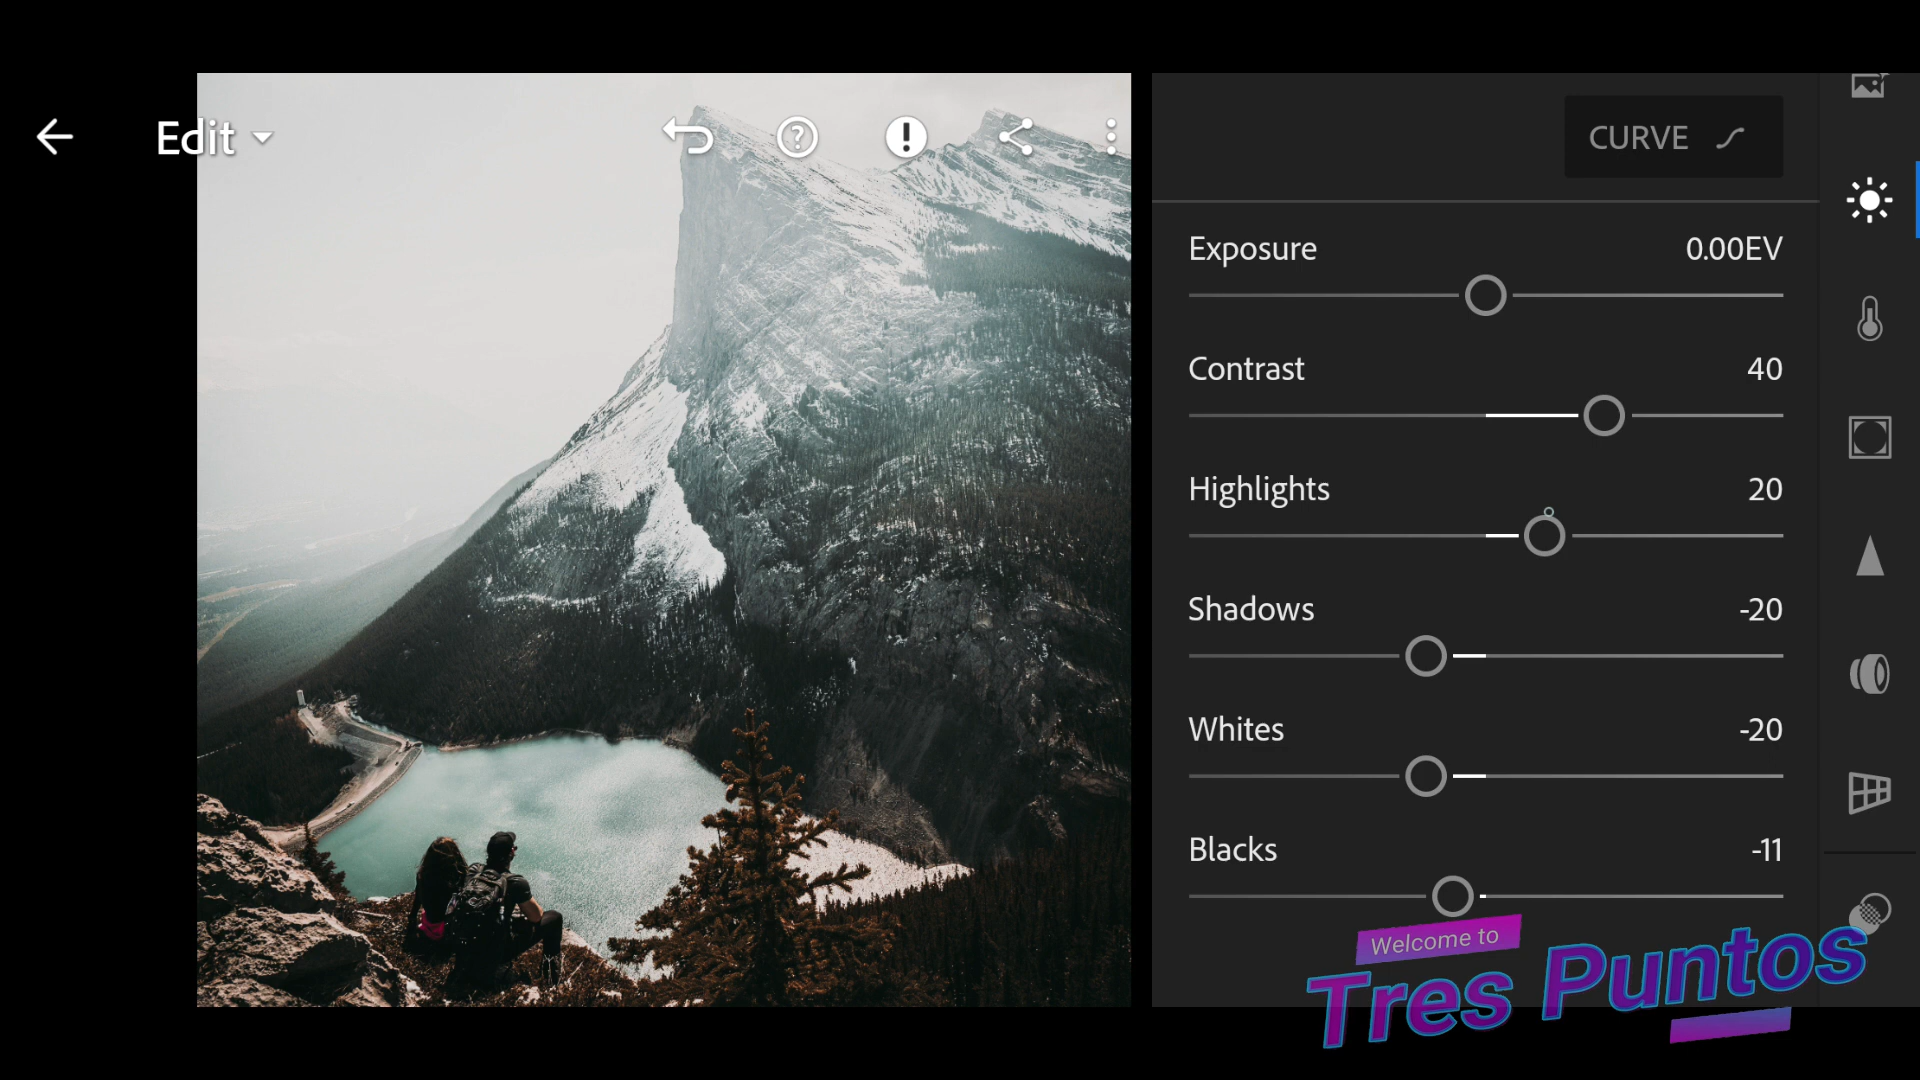 Edit
CURVE
Exposure 0.00EV
Contrast 40
Highlights 20
Shadows -20
Whites -20
Blacks -11
Welcome to
Tres Puntos